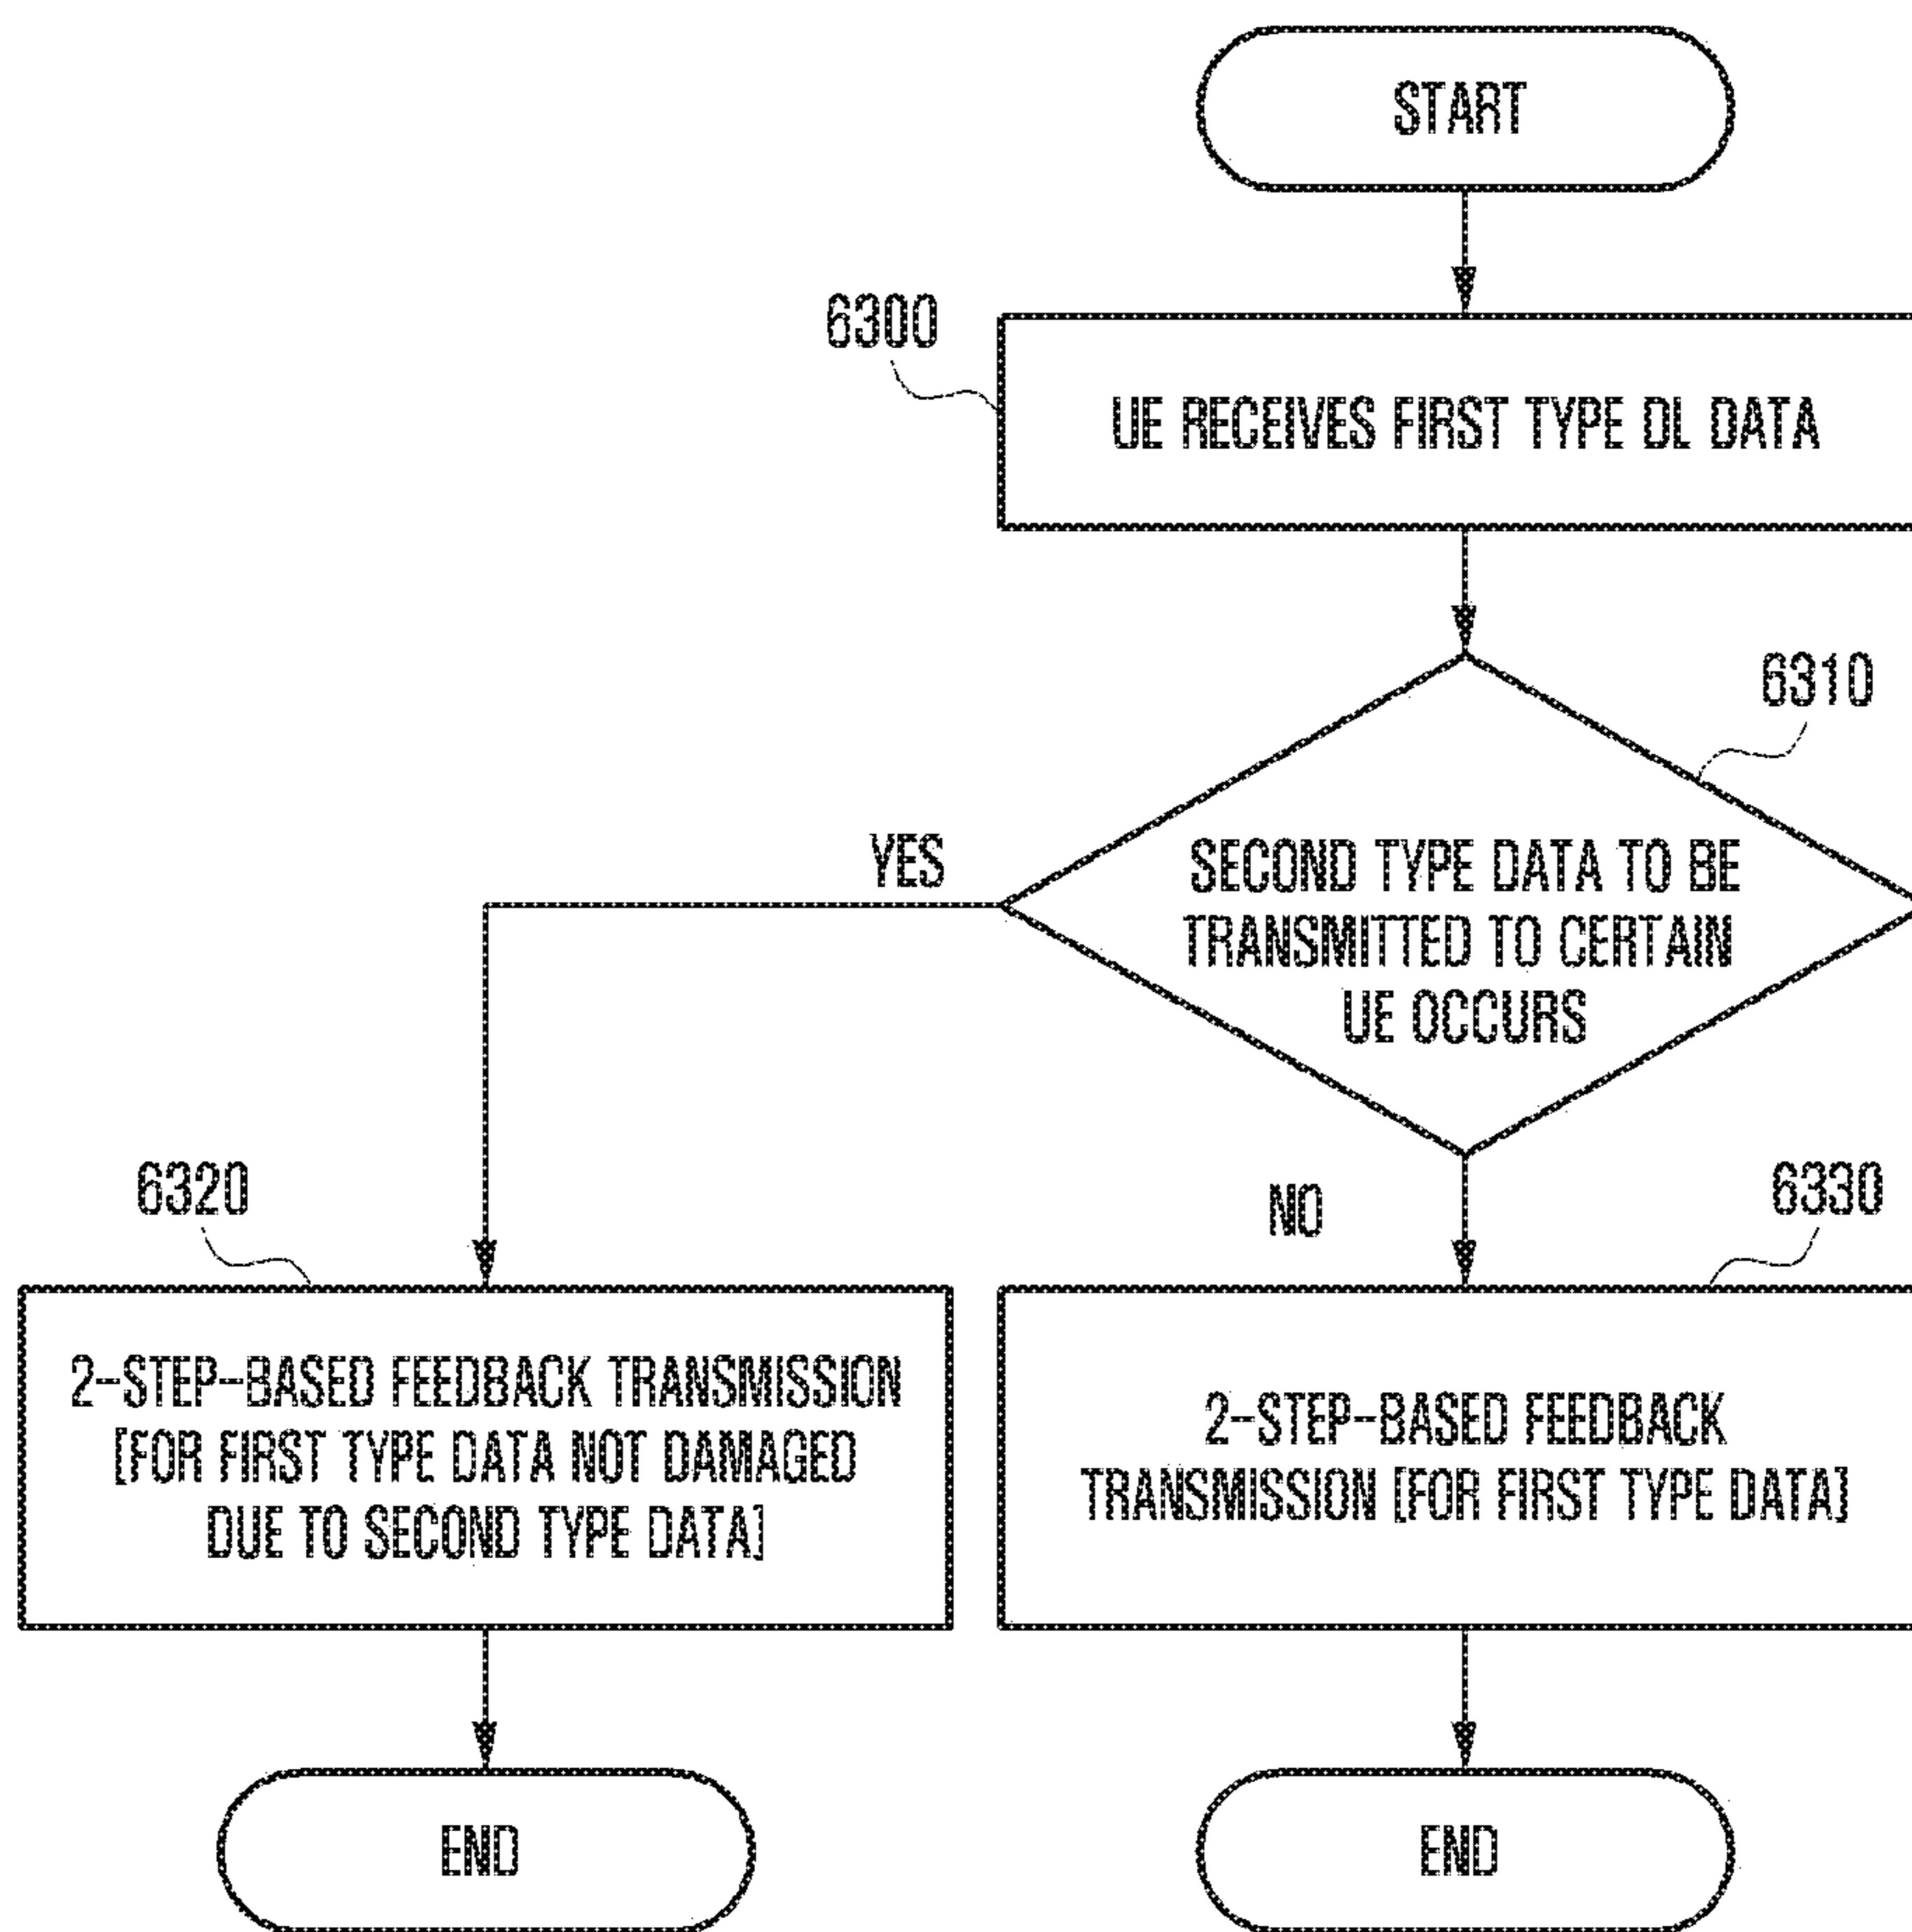 START
6300
UE RECEIVES FIRST TYPE DL DATA
6310
SECOND TYPE DATA TO BE
TRANSMITTED TO CERTAIN
UE OCCURS
YES
NO
6320
2-STEP-BASED FEEDBACK TRANSMISSION
[FOR FIRST TYPE DATA NOT DAMAGED
DUE TO SECOND TYPE DATA]
6330
2-STEP-BASED FEEDBACK
TRANSMISSION [FOR FIRST TYPE DATA]
END
END